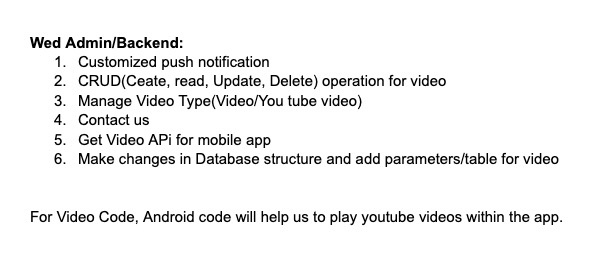 Wed Admin/Backend:
1. Customized push notification
2. CRUD(Ceate, read, Update, Delete) operation for video
3. Manage Video Type(Video/You tube video)
4. Contact us
5. Get Video APi for mobile app
6. Make changes in Database structure and add parameters/table for video
For Video Code, Android code will help us to play youtube videos within the app.